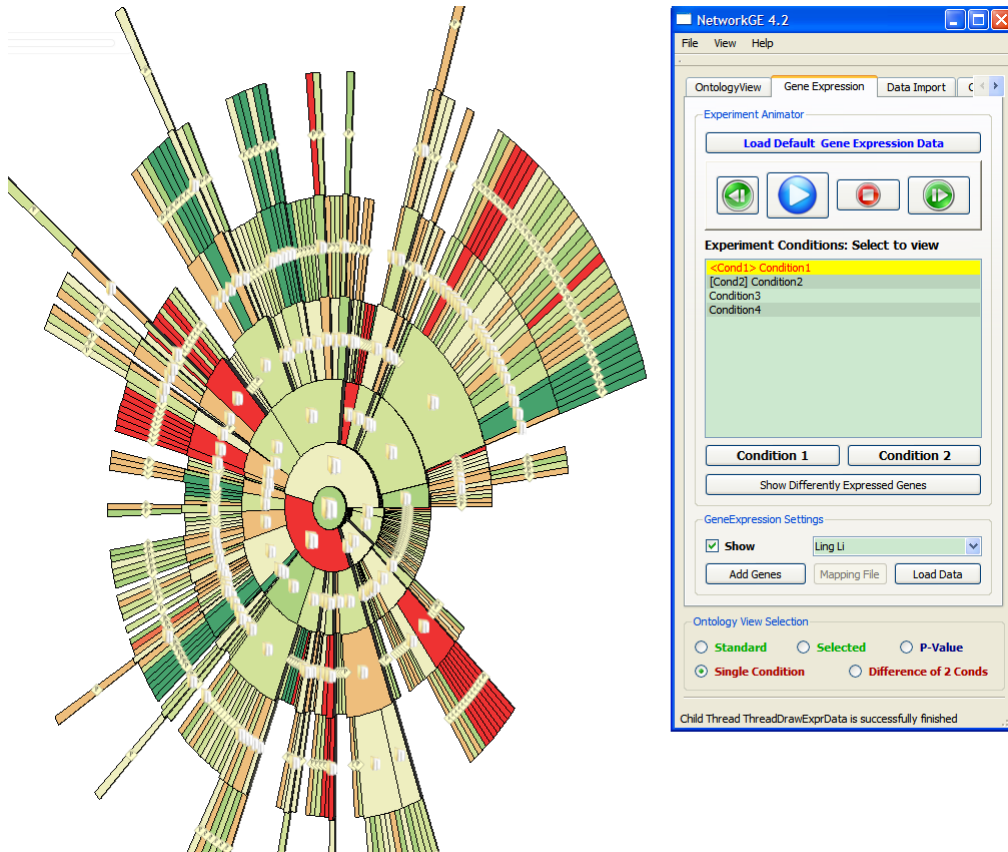 NetworkGE 4.2
File View Help
OntologyView Gene Expression Data Import
Experiment Animator
Load Default Gene Expression Data
Experiment Conditions: Select to view
<Cond1> Condition1
[Cond2] Condition2
Condition3
Condition4
Condition 1 Condition 2
Show Differently Expressed Genes
GeneExpression Settings
Show Ling Li
Add Genes Mapping File Load Data
Ontology View Selection
Standard Selected P-Value
Single Condition Difference of 2 Conds
Child Thread ThreadDrawExprData is successfully finished